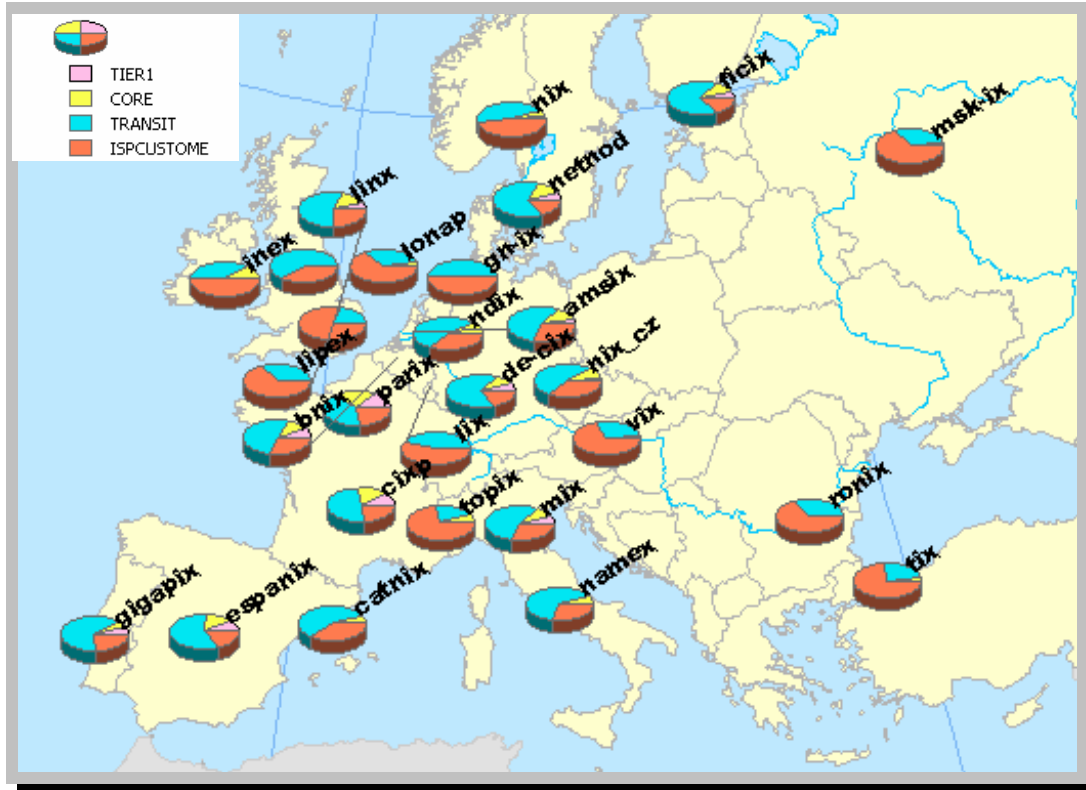 TIER1
CORE
TRANSIT
ISPCUSTOME
ficix
nix
msk-ix
netnod
linx
lonap
gn-ix
inex
amsix
ndix
lipex
de-cix
nix_cz
parix
bnix
lix
vix
cixp
topix
mix
ronix
tix
namex
catnix
espanix
gigapix